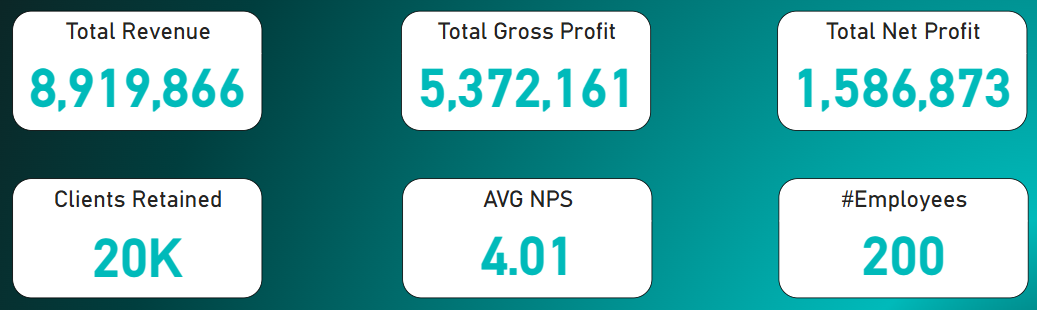 Total Revenue
8,919,866
Total Gross Profit
5,372,161
Total Net Profit
1,586,873
Clients Retained
20K
AVG NPS
4.01
#Employees
200